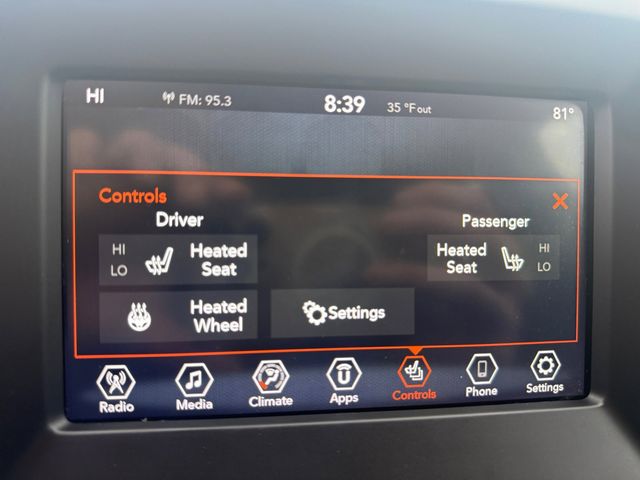 HI FM: 95.3 8:39 35 °F out 81°
Controls
Driver Passenger
HI
LO
Heated
Seat
Heated
Seat
HI
LO
Heated
Wheel
Settings
Radio Media Climate Apps Controls Phone Settings